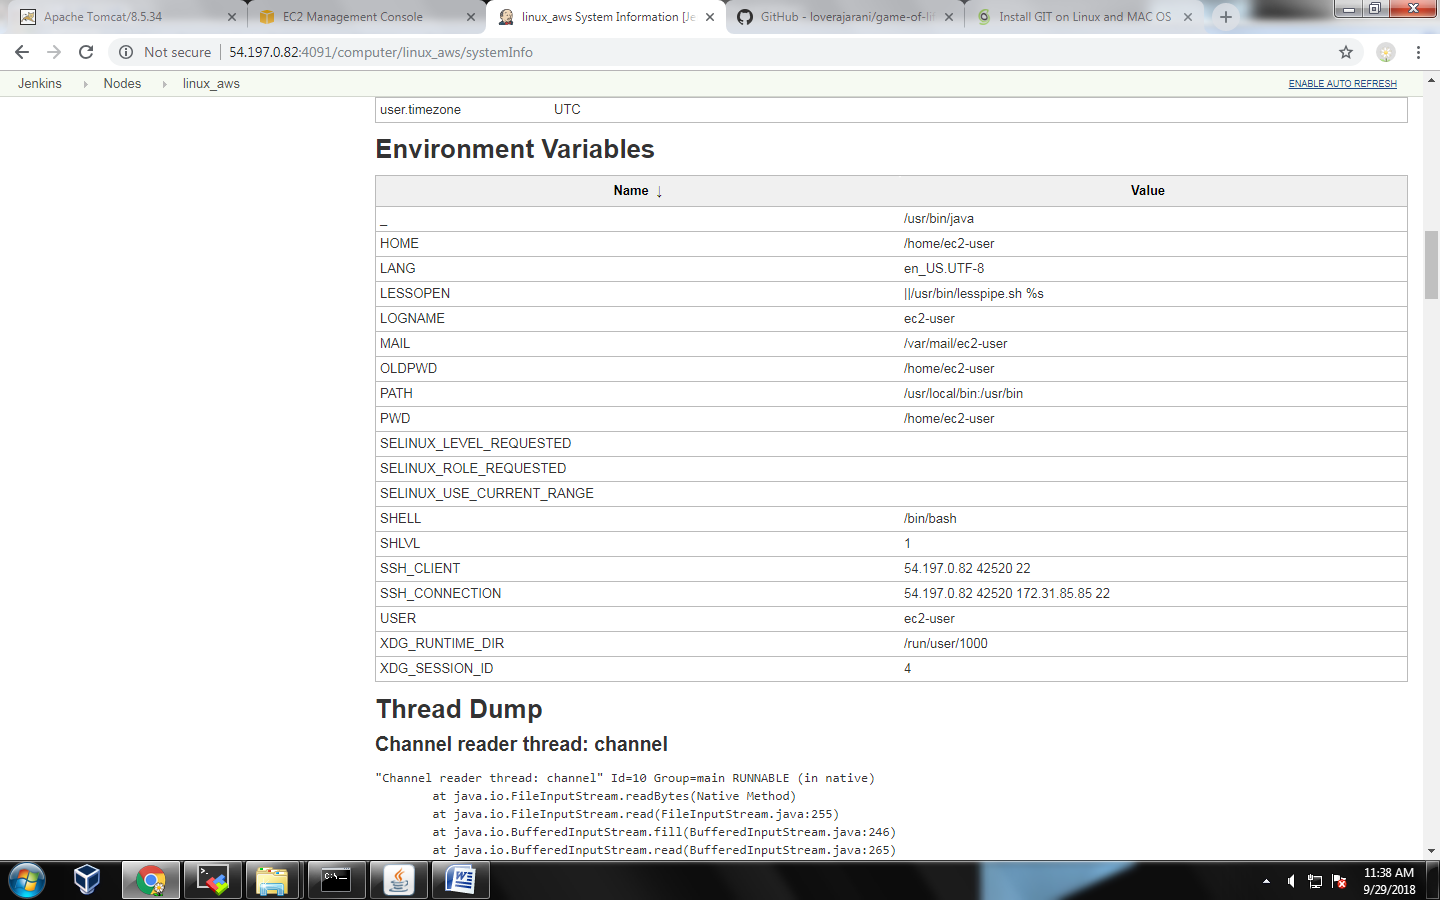 Apache Tomcat/8.5.34
EC2 Management Console
linux_aws System Information [Je
GitHub - loverajarani/game-of-lif
Install GIT on Linux and MAC OS
Not secure | 54.197.0.82:4091/computer/linux_aws/systemInfo
Jenkins Nodes linux_aws ENABLE AUTO REFRESH
user.timezone UTC
Environment Variables
Name ↓ Value
_ /usr/bin/java
HOME /home/ec2-user
LANG en_US.UTF-8
LESSOPEN ||/usr/bin/lesspipe.sh %s
LOGNAME ec2-user
MAIL /var/mail/ec2-user
OLDPWD /home/ec2-user
PATH /usr/local/bin:/usr/bin
PWD /home/ec2-user
SELINUX_LEVEL_REQUESTED
SELINUX_ROLE_REQUESTED
SELINUX_USE_CURRENT_RANGE
SHELL /bin/bash
SHLVL 1
SSH_CLIENT 54.197.0.82 42520 22
SSH_CONNECTION 54.197.0.82 42520 172.31.85.85 22
USER ec2-user
XDG_RUNTIME_DIR /run/user/1000
XDG_SESSION_ID 4
Thread Dump
Channel reader thread: channel
"Channel reader thread: channel" Id=10 Group=main RUNNABLE (in native)
at java.io.FileInputStream.readBytes(Native Method)
at java.io.FileInputStream.read(FileInputStream.java:255)
at java.io.BufferedInputStream.fill(BufferedInputStream.java:246)
at java.io.BufferedInputStream.read(BufferedInputStream.java:265)
11:38 AM
9/29/2018